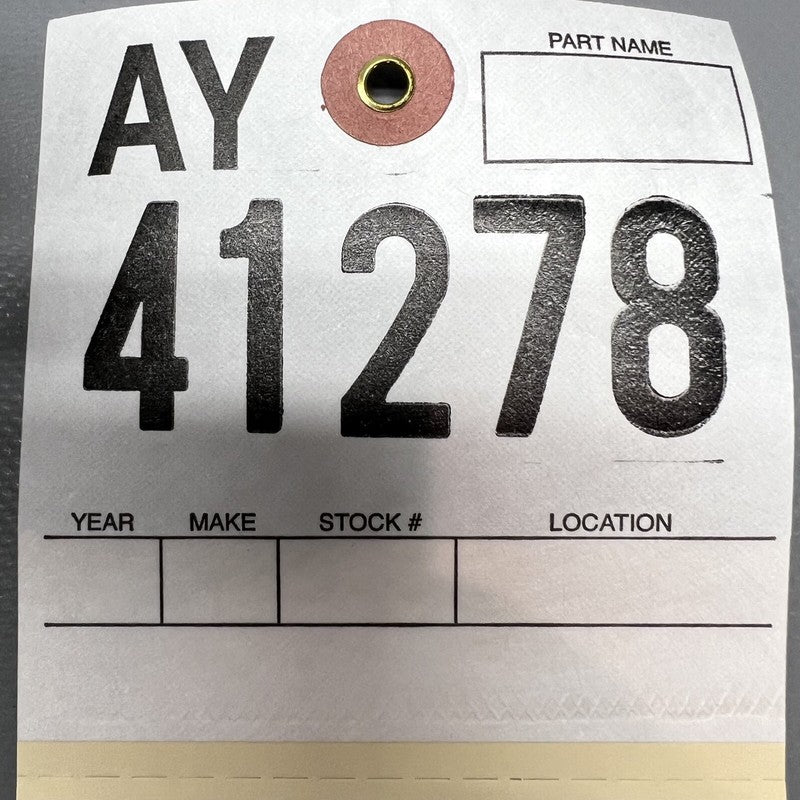 AY
PART NAME
41278
YEAR MAKE STOCK # LOCATION